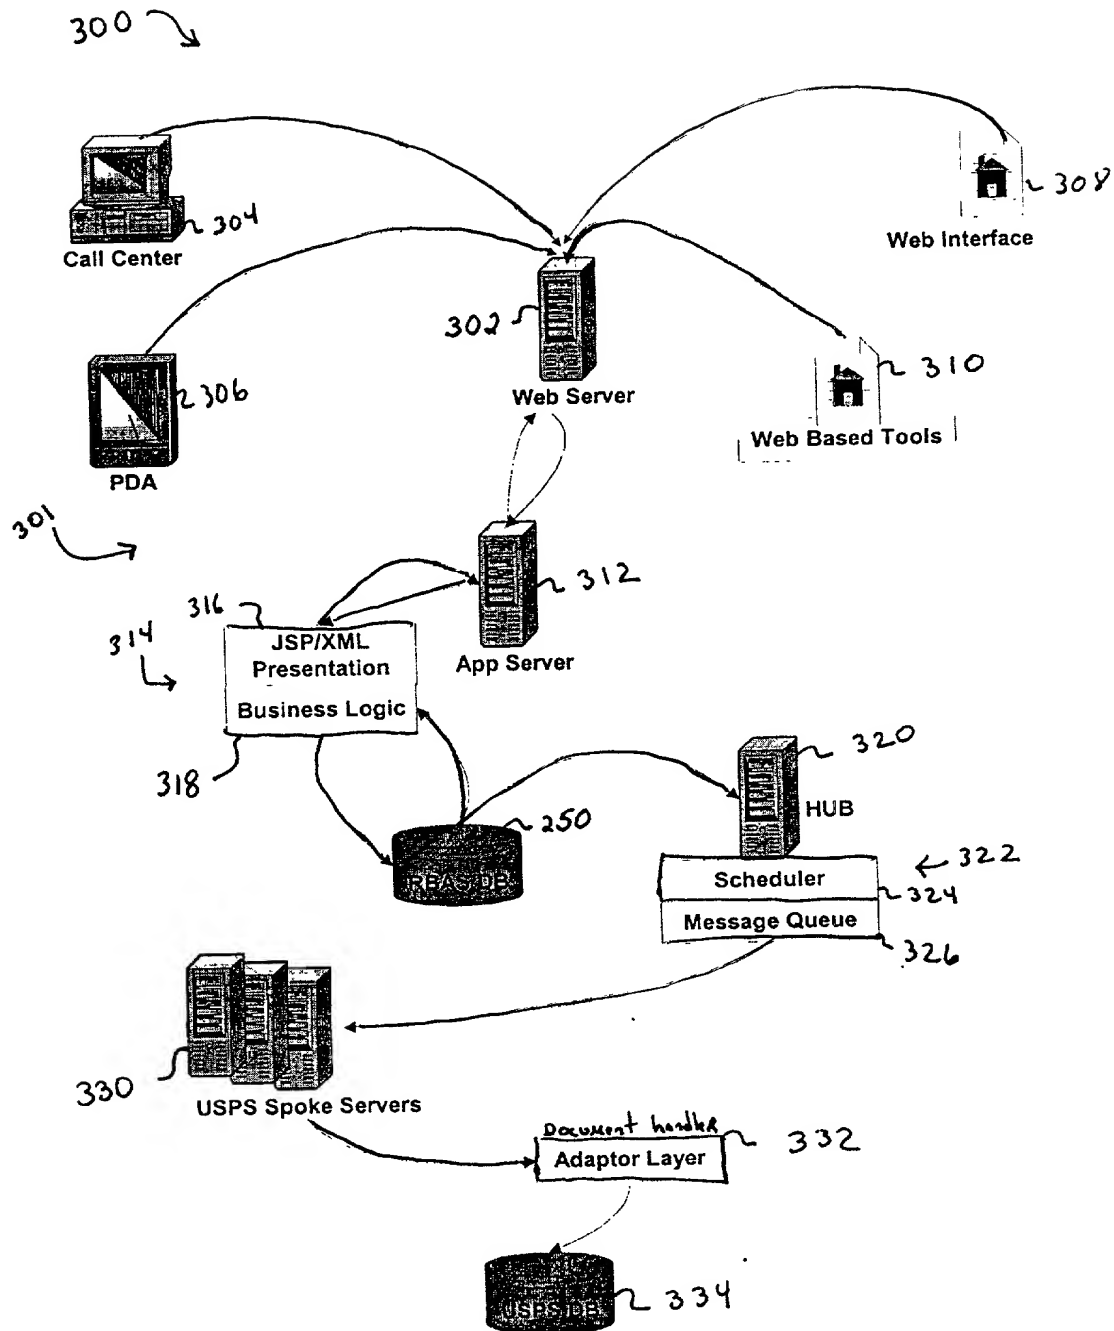 300
304
Call Center
308
Web Interface
302
Web Server
306
PDA
310
Web Based Tools
301
312
App Server
314
316
JSP/XML
Presentation
Business Logic
318
320
HUB
250
RBAS DB
322
Scheduler
324
Message Queue
326
330
USPS Spoke Servers
Document handler
332
Adaptor Layer
USPS DB
334